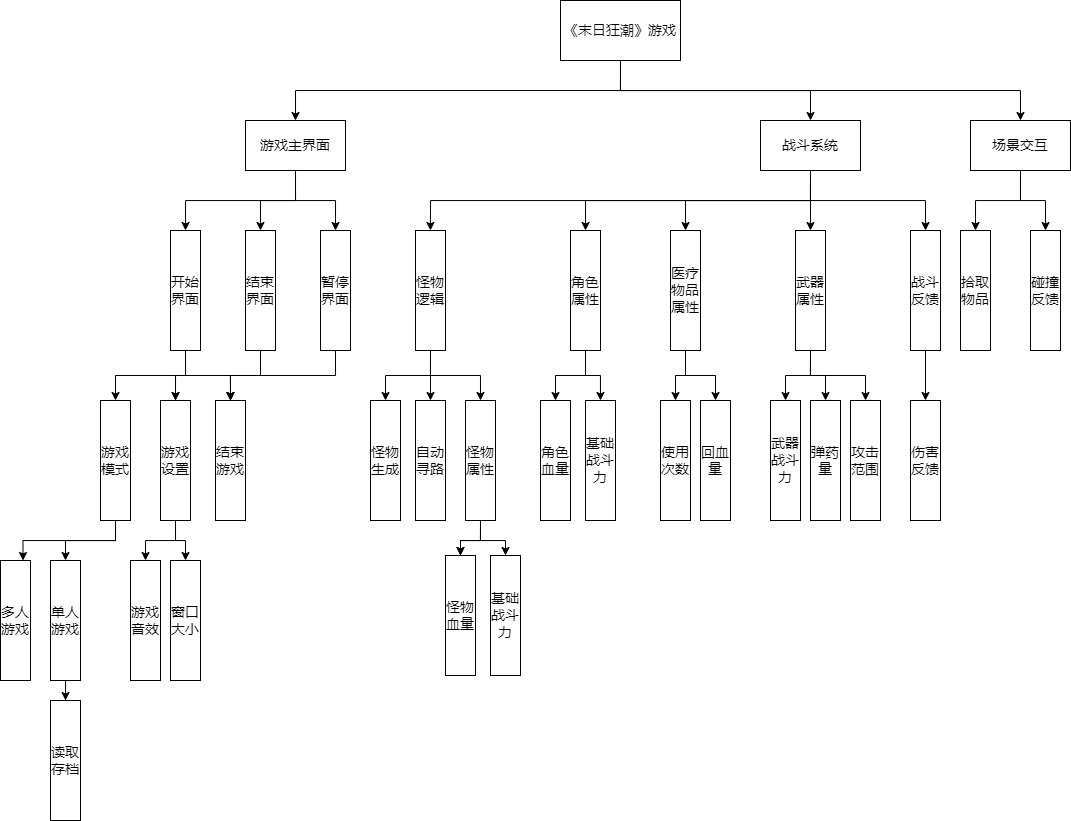 《末日狂潮》游戏
游戏主界面
战斗系统
场景交互
开始
界面
结束
界面
暂停
界面
怪物
逻辑
角色
属性
医疗
物品
属性
武器
属性
战斗
反馈
拾取
物品
碰撞
反馈
游戏
模式
游戏
设置
结束
游戏
怪物
生成
自动
寻路
怪物
属性
角色
血量
基础
战斗
力
使用
次数
回血
量
武器
战斗
力
弹药
量
攻击
范围
伤害
反馈
多人
游戏
单人
游戏
游戏
音效
窗口
大小
怪物
血量
基础
战斗
力
读取
存档